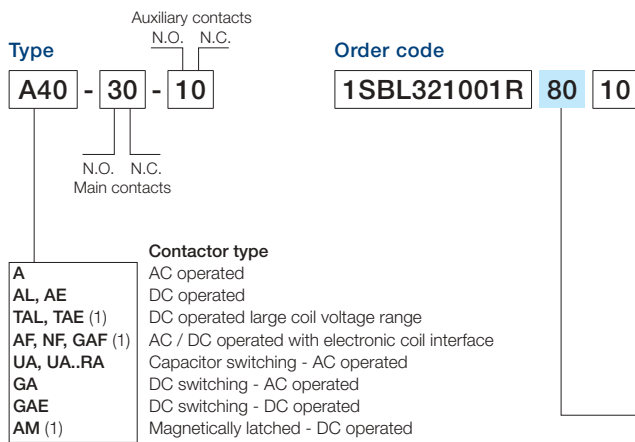 Auxiliary contacts
N.O. N.C.
Type
Order code
A40 - 30 - 10
1SBL321001R 80 10
N.O. N.C.
Main contacts
Contactor type
A AC operated
AL, AE DC operated
TAL, TAE (1) DC operated large coil voltage range
AF, NF, GAF (1) AC / DC operated with electronic coil interface
UA, UA..RA Capacitor switching - AC operated
GA DC switching - AC operated
GAE DC switching - DC operated
AM (1) Magnetically latched - DC operated